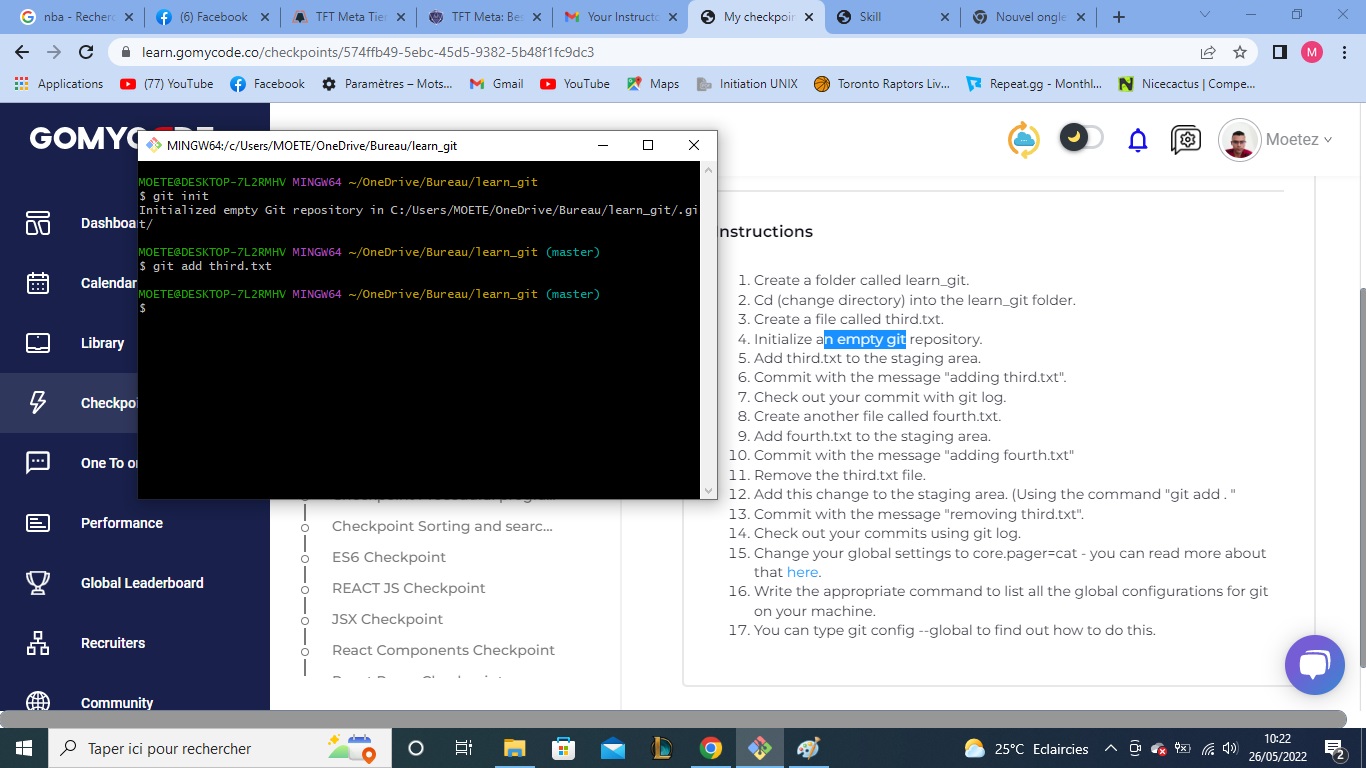 nba - Recherc
(6) Facebook
TFT Meta Tier
TFT Meta: Bes
Your Instructo
My checkpoin
Skill
Nouvel ongle
learn.gomycode.co/checkpoints/574ffb49-5ebc-45d5-9382-5b48f1fc9dc3
M
Applications
(77) YouTube
Facebook
Paramètres – Mots...
Gmail
YouTube
Maps
Initiation UNIX
Toronto Raptors Liv...
Repeat.gg - Monthl...
Nicecactus | Compe...
GOMYCODE
Moetez
MINGW64:/c/Users/MOETE/OneDrive/Bureau/learn_git
MOETE@DESKTOP-7L2RMHV MINGW64 ~/OneDrive/Bureau/learn_git
$ git init
Initialized empty Git repository in C:/Users/MOETE/OneDrive/Bureau/learn_git/.gi
t/
MOETE@DESKTOP-7L2RMHV MINGW64 ~/OneDrive/Bureau/learn_git (master)
$ git add third.txt
MOETE@DESKTOP-7L2RMHV MINGW64 ~/OneDrive/Bureau/learn_git (master)
$
Dashboa
Calendar
Library
Checkpoi
One To o
Performance
Global Leaderboard
Recruiters
Community
Checkpoint Sorting and searc...
ES6 Checkpoint
REACT JS Checkpoint
JSX Checkpoint
React Components Checkpoint
nstructions
1. Create a folder called learn_git.
2. Cd (change directory) into the learn_git folder.
3. Create a file called third.txt.
4. Initialize an empty git repository.
5. Add third.txt to the staging area.
6. Commit with the message "adding third.txt".
7. Check out your commit with git log.
8. Create another file called fourth.txt.
9. Add fourth.txt to the staging area.
10. Commit with the message "adding fourth.txt"
11. Remove the third.txt file.
12. Add this change to the staging area. (Using the command "git add . "
13. Commit with the message "removing third.txt".
14. Check out your commits using git log.
15. Change your global settings to core.pager=cat - you can read more about
that here.
16. Write the appropriate command to list all the global configurations for git
on your machine.
17. You can type git config --global to find out how to do this.
Taper ici pour rechercher
25°C Eclaircies
10:22
26/05/2022
2